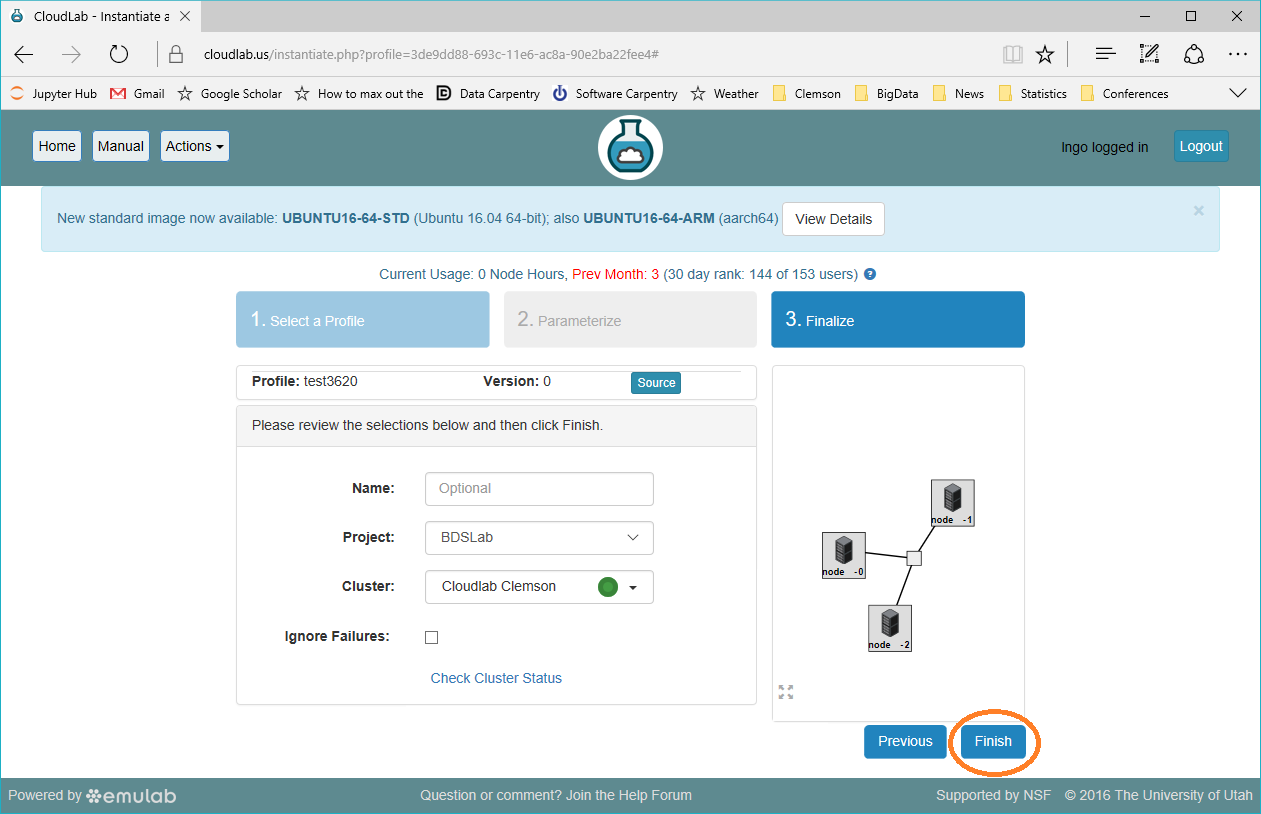 CloudLab - Instantiate a
cloudlab.us/instantiate.php?profile=3de9dd88-693c-11e6-ac8a-90e2ba22fee4#
Jupyter Hub Gmail Google Scholar How to max out the Data Carpentry Software Carpentry Weather Clemson BigData News Statistics Conferences
Home Manual Actions Ingo logged in Logout
New standard image now available: UBUNTU16-64-STD (Ubuntu 16.04 64-bit); also UBUNTU16-64-ARM (aarch64) View Details
Current Usage: 0 Node Hours, Prev Month: 3 (30 day rank: 144 of 153 users)
1. Select a Profile 2. Parameterize 3. Finalize
Profile: test3620 Version: 0 Source
Please review the selections below and then click Finish.
Name: Optional
Project: BDSLab
Cluster: Cloudlab Clemson
Ignore Failures:
Check Cluster Status
node -1
node -0
node -2
Previous Finish
Powered by emulab Question or comment? Join the Help Forum Supported by NSF © 2016 The University of Utah